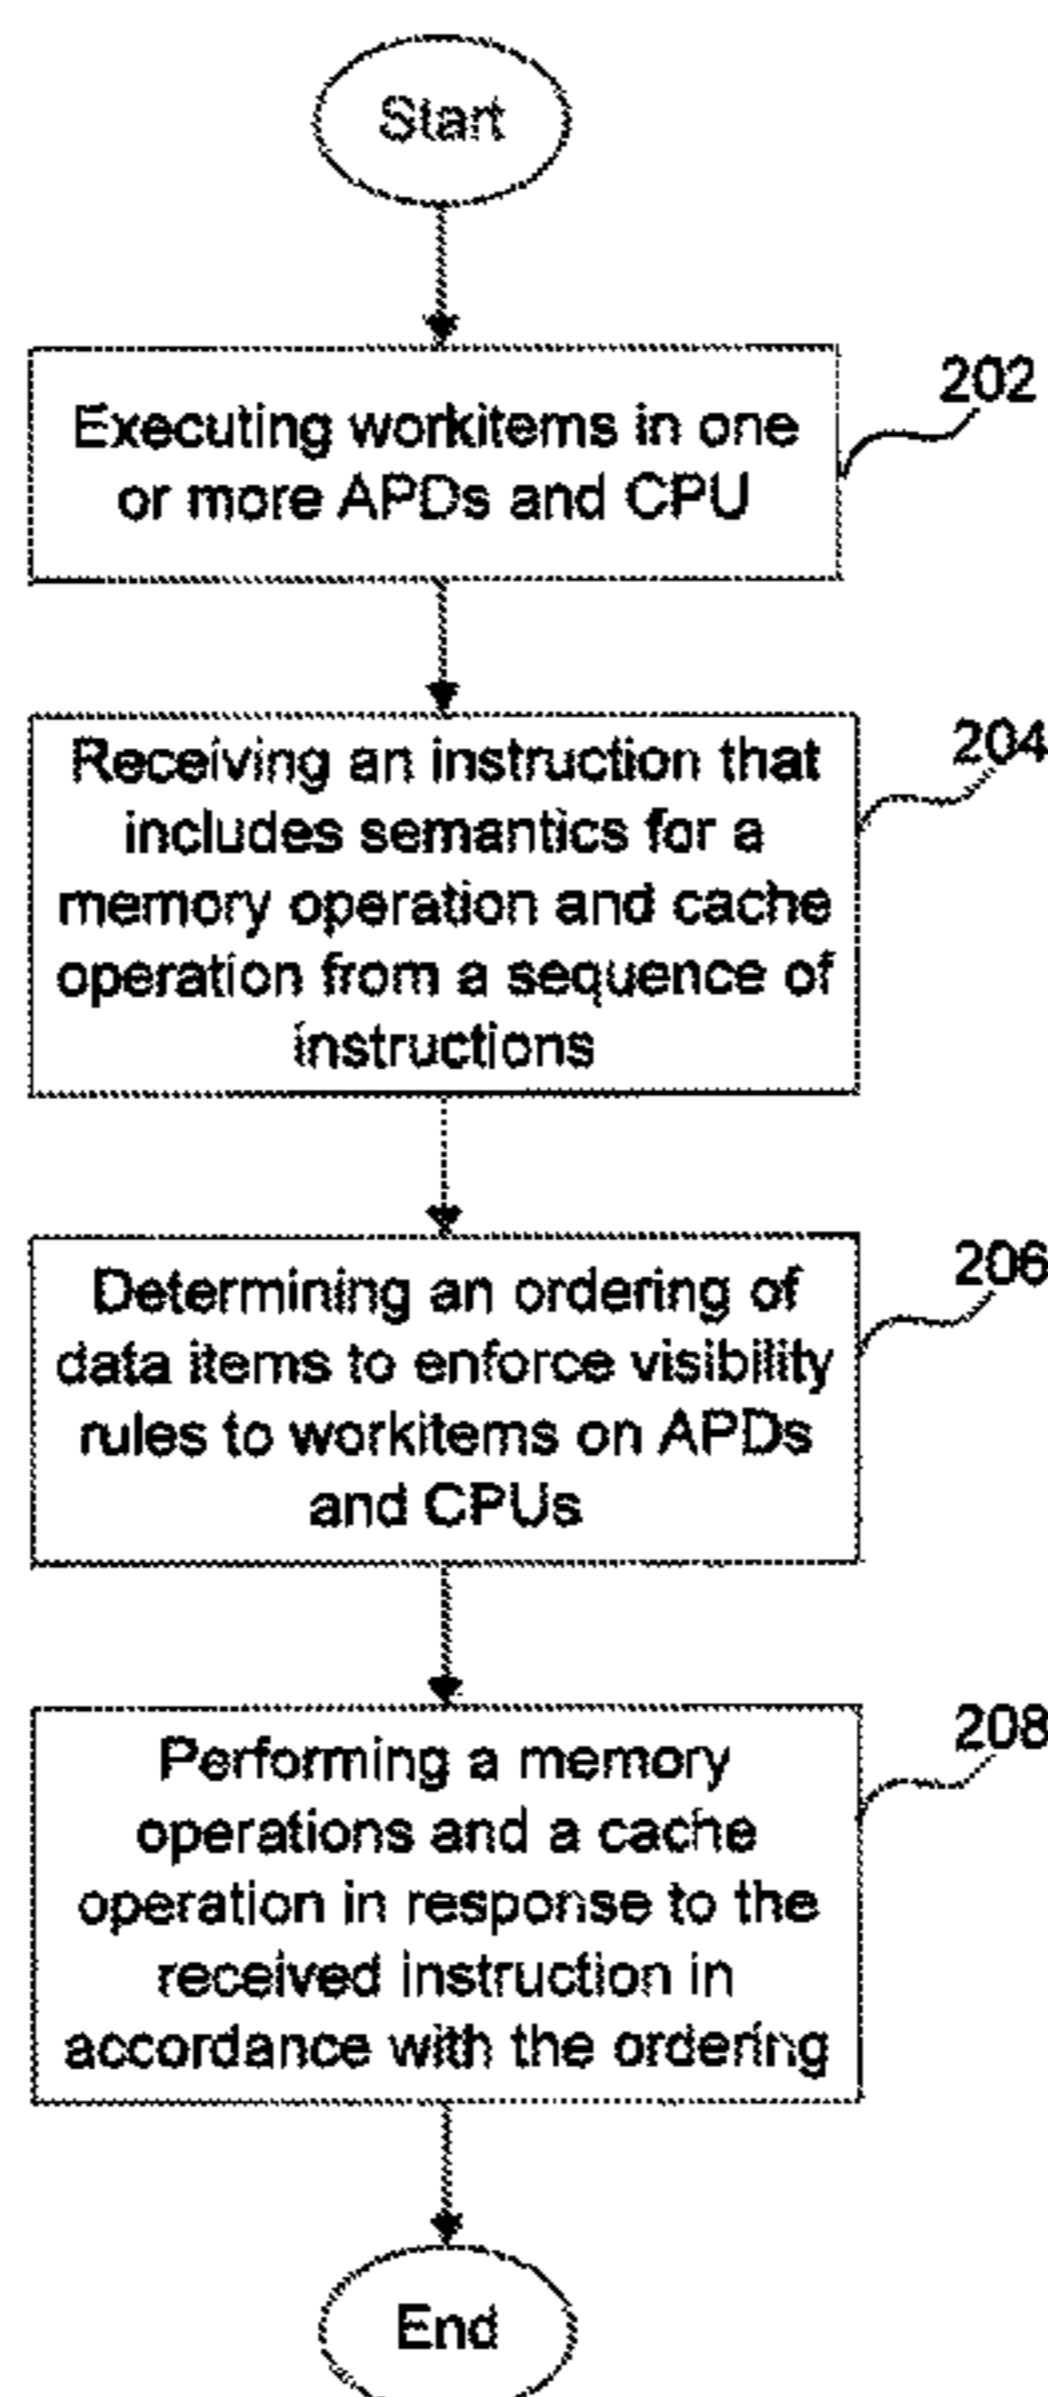 Start
Executing workitems in one
or more APDs and CPU
202
Receiving an instruction that
includes semantics for a
memory operation and cache
operation from a sequence of
instructions
204
Determining an ordering of
data items to enforce visibility
rules to workitems on APDs
and CPUs
206
Performing a memory
operations and a cache
operation in response to the
received instruction in
accordance with the ordering
208
End